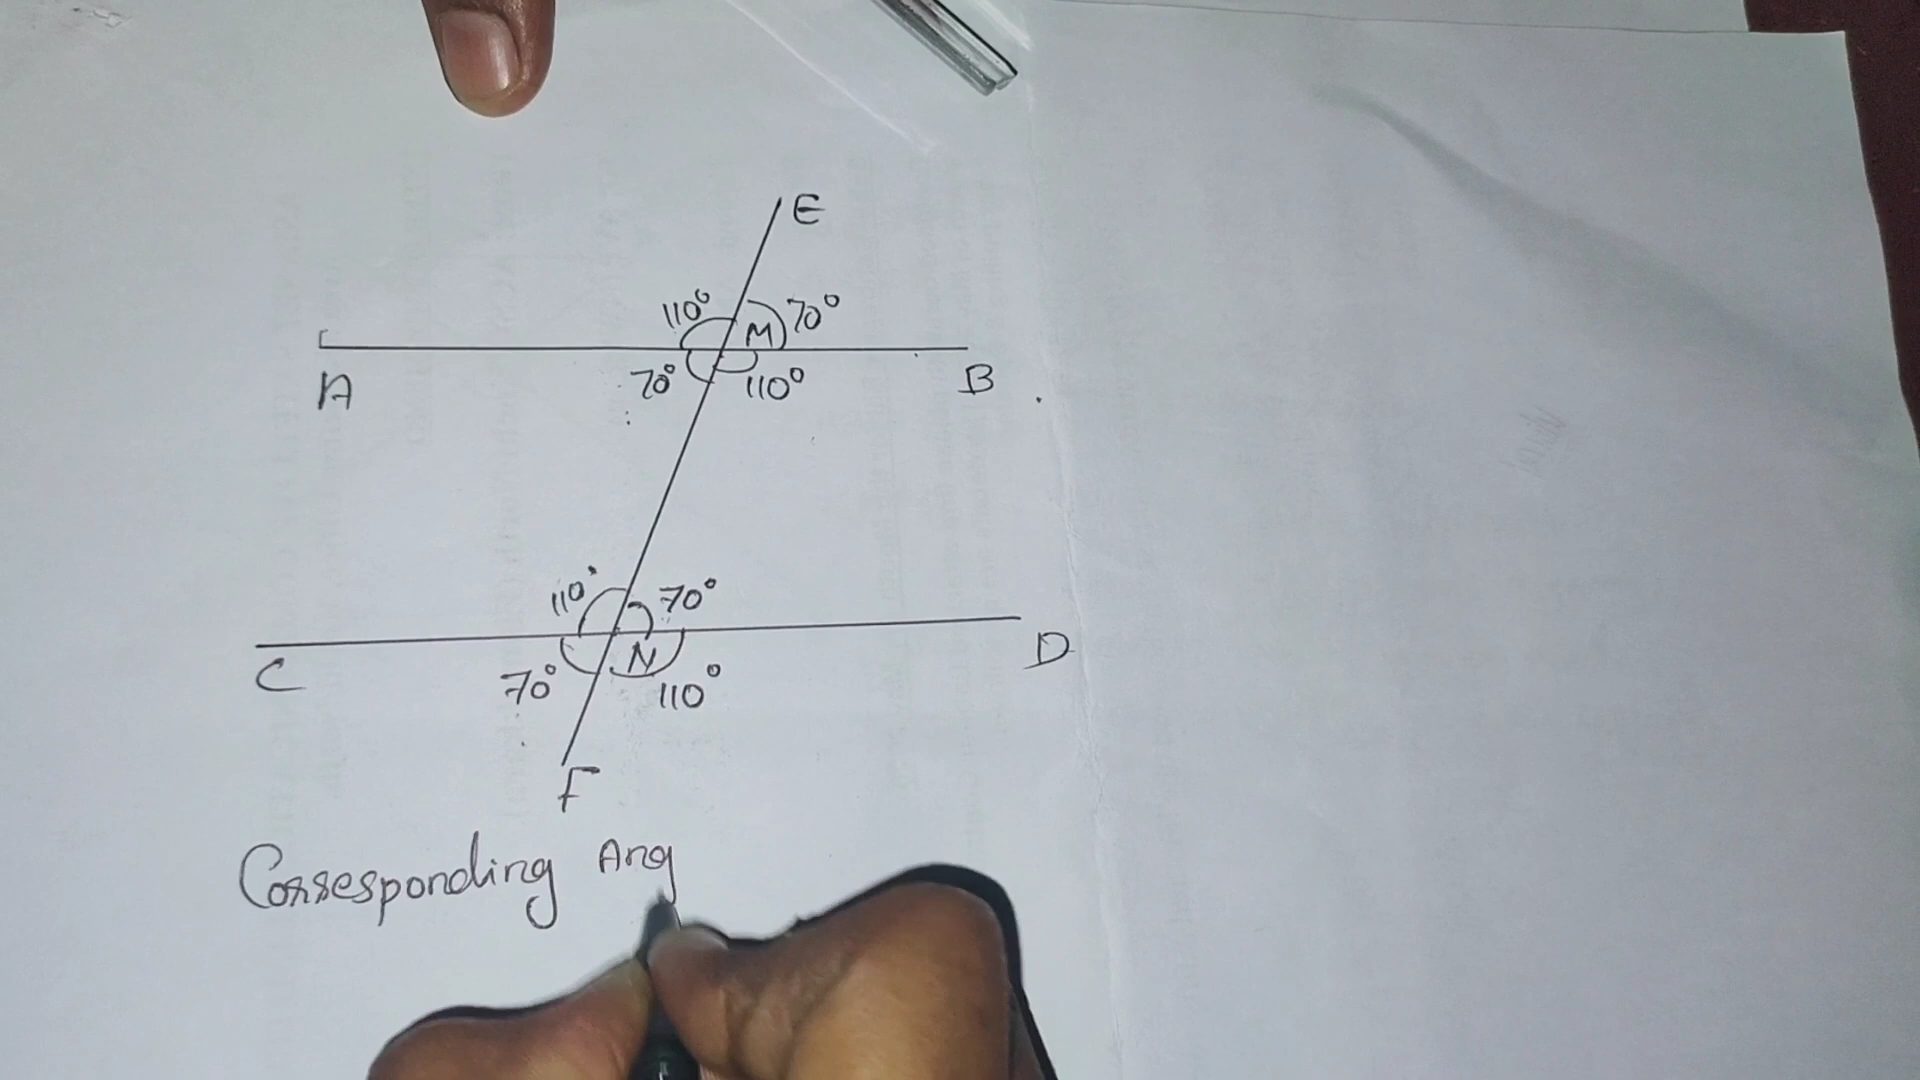 E
110° M 70°
A 70° 110° B
110° 70°
C 70° N 110° D
F
Corresponding Ang